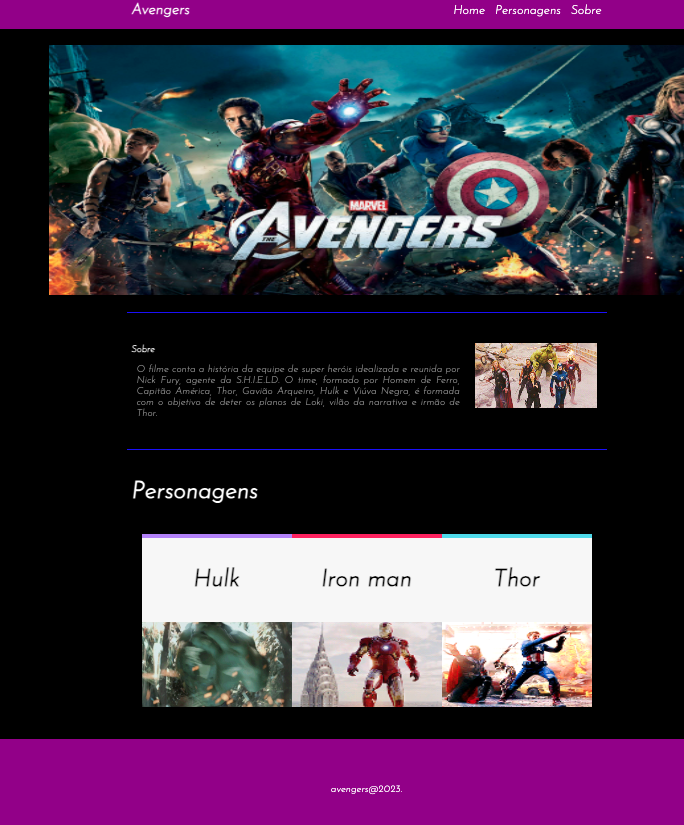 Avengers
Home Personagens Sobre
MARVEL
THE AVENGERS
Sobre
O filme conta a história da equipe de super heróis idealizada e reunida por
Nick Fury, agente da S.H.I.E.L.D. O time, formado por Homem de Ferro,
Capitão América, Thor, Gavião Arqueiro, Hulk e Viúva Negra, é formada
com o objetivo de deter os planos de Loki, vilão da narrativa e irmão de
Thor.
Personagens
Hulk
Iron man
Thor
avengers@2023.